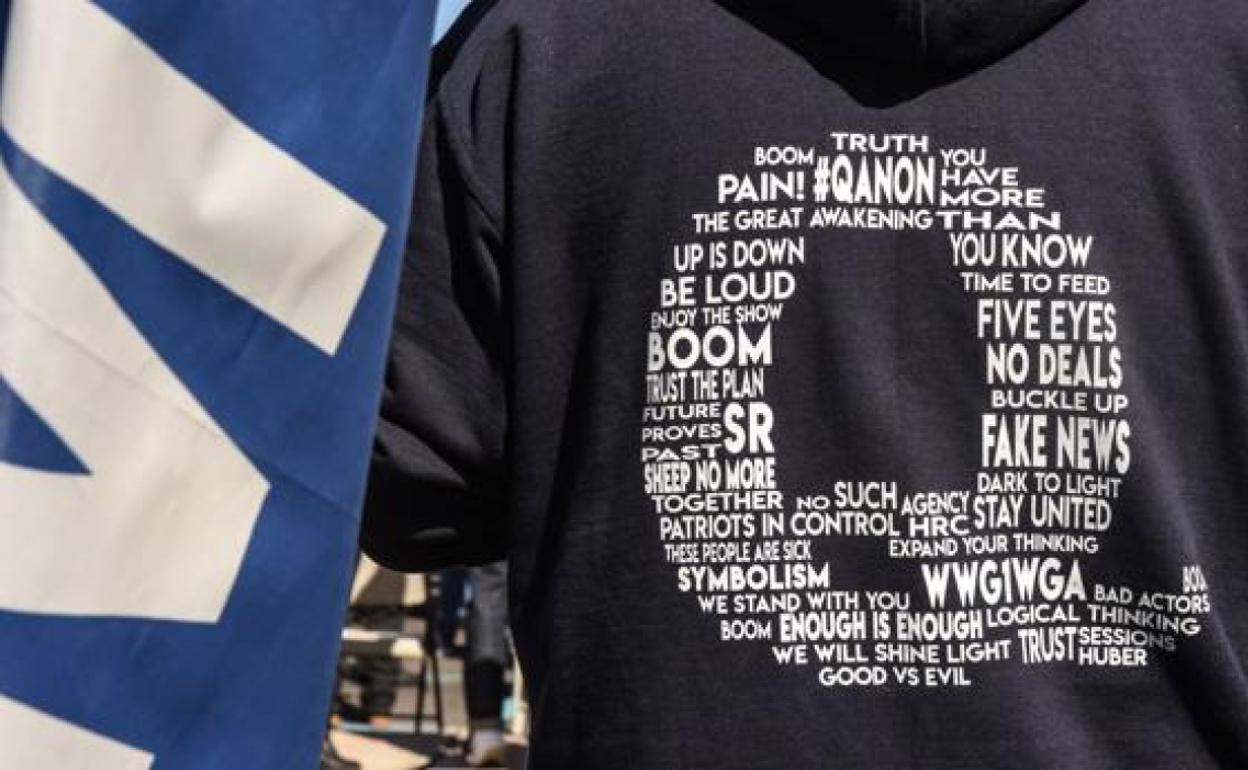 TRUTH
BOOM #QANON YOU
PAIN! HAVE
MORE
THE GREAT AWAKENING THAN
UP IS DOWN YOU KNOW
BE LOUD TIME TO FEED
ENJOY THE SHOW FIVE EYES
BOOM NO DEALS
TRUST THE PLAN BUCKLE UP
FUTURE
PROVES SR FAKE NEWS
PAST
SHEEP NO MORE DARK TO LIGHT
TOGETHER NO SUCH AGENCY STAY UNITED
PATRIOTS IN CONTROL HRC
THESE PEOPLE ARE SICK EXPAND YOUR THINKING
SYMBOLISM WWG1WGA BAD ACTORS
WE STAND WITH YOU LOGICAL THINKING
BOOM ENOUGH IS ENOUGH
WE WILL SHINE LIGHT TRUST SESSIONS
HUBER
GOOD VS EVIL